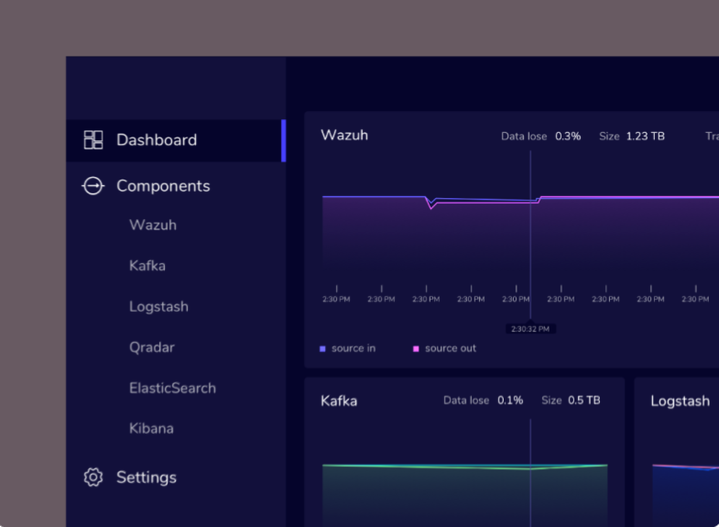 Dashboard
Components
Wazuh
Kafka
Logstash
Qradar
ElasticSearch
Kibana
Settings
Wazuh Data lose 0.3% Size 1.23 TB
2:30 PM 2:30 PM 2:30 PM 2:30 PM 2:30 PM 2:30 PM 2:30 PM 2:30 PM 2:30 PM
2:30:32 PM
source in source out
Kafka Data lose 0.1% Size 0.5 TB
Logstash